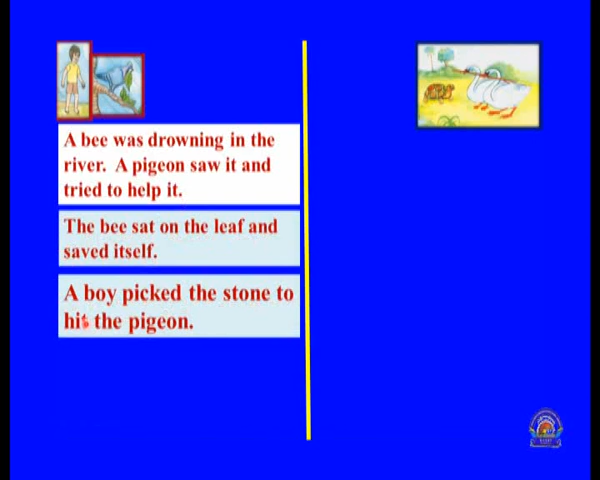 A bee was drowning in the
river. A pigeon saw it and
tried to help it.
The bee sat on the leaf and
saved itself.
A boy picked the stone to
hit the pigeon.